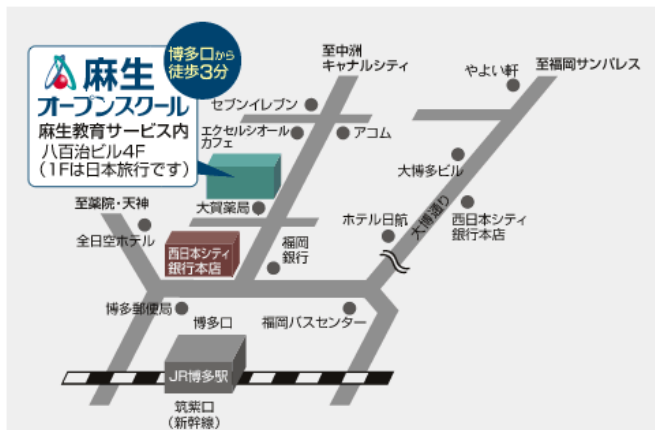 博多口から
徒歩3分
麻生
オープンスクール
麻生教育サービス内
八百治ビル4F
（1Fは日本旅行です）
至中洲
キャナルシティ
やよい軒
至福岡サンパレス
セブンイレブン
エクセルシオール
カフェ
アコム
大博多ビル
大賀薬局
至薬院・天神
全日空ホテル
西日本シティ
銀行本店
福岡
銀行
ホテル日航
大博通り
西日本シティ
銀行本店
博多郵便局
博多口
福岡バスセンター
JR博多駅
筑紫口
（新幹線）